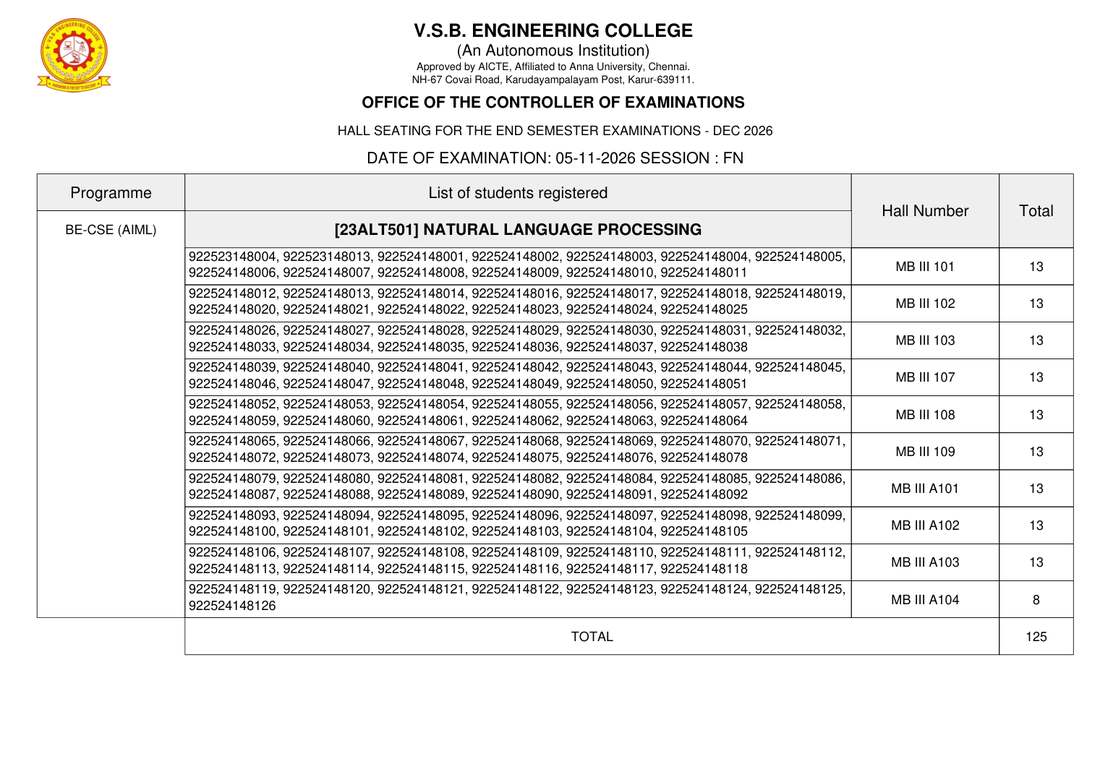 V.S.B. ENGINEERING COLLEGE
(An Autonomous Institution)
Approved by AICTE, Affiliated to Anna University, Chennai.
NH-67 Covai Road, Karudayampalayam Post, Karur-639111.
OFFICE OF THE CONTROLLER OF EXAMINATIONS
HALL SEATING FOR THE END SEMESTER EXAMINATIONS - DEC 2026
DATE OF EXAMINATION: 05-11-2026 SESSION : FN
Programme
List of students registered
Hall Number
Total
BE-CSE (AIML)
[23ALT501] NATURAL LANGUAGE PROCESSING
922523148004, 922523148013, 922524148001, 922524148002, 922524148003, 922524148004, 922524148005,
922524148006, 922524148007, 922524148008, 922524148009, 922524148010, 922524148011
MB III 101
13
922524148012, 922524148013, 922524148014, 922524148016, 922524148017, 922524148018, 922524148019,
922524148020, 922524148021, 922524148022, 922524148023, 922524148024, 922524148025
MB III 102
13
922524148026, 922524148027, 922524148028, 922524148029, 922524148030, 922524148031, 922524148032,
922524148033, 922524148034, 922524148035, 922524148036, 922524148037, 922524148038
MB III 103
13
922524148039, 922524148040, 922524148041, 922524148042, 922524148043, 922524148044, 922524148045,
922524148046, 922524148047, 922524148048, 922524148049, 922524148050, 922524148051
MB III 107
13
922524148052, 922524148053, 922524148054, 922524148055, 922524148056, 922524148057, 922524148058,
922524148059, 922524148060, 922524148061, 922524148062, 922524148063, 922524148064
MB III 108
13
922524148065, 922524148066, 922524148067, 922524148068, 922524148069, 922524148070, 922524148071,
922524148072, 922524148073, 922524148074, 922524148075, 922524148076, 922524148078
MB III 109
13
922524148079, 922524148080, 922524148081, 922524148082, 922524148084, 922524148085, 922524148086,
922524148087, 922524148088, 922524148089, 922524148090, 922524148091, 922524148092
MB III A101
13
922524148093, 922524148094, 922524148095, 922524148096, 922524148097, 922524148098, 922524148099,
922524148100, 922524148101, 922524148102, 922524148103, 922524148104, 922524148105
MB III A102
13
922524148106, 922524148107, 922524148108, 922524148109, 922524148110, 922524148111, 922524148112,
922524148113, 922524148114, 922524148115, 922524148116, 922524148117, 922524148118
MB III A103
13
922524148119, 922524148120, 922524148121, 922524148122, 922524148123, 922524148124, 922524148125,
922524148126
MB III A104
8
TOTAL
125